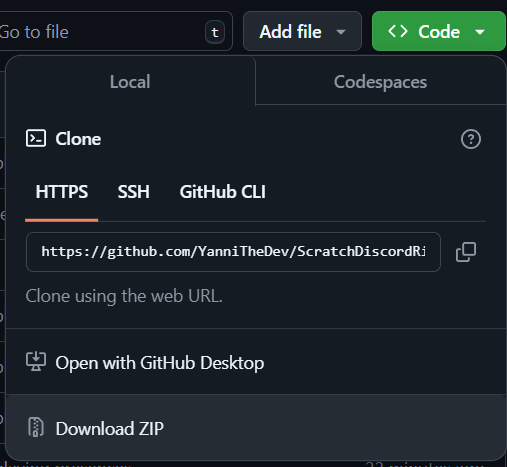 Go to file t Add file Code
Local Codespaces
Clone
HTTPS SSH GitHub CLI
https://github.com/YanniTheDev/ScratchDiscordRi
Clone using the web URL.
Open with GitHub Desktop
Download ZIP